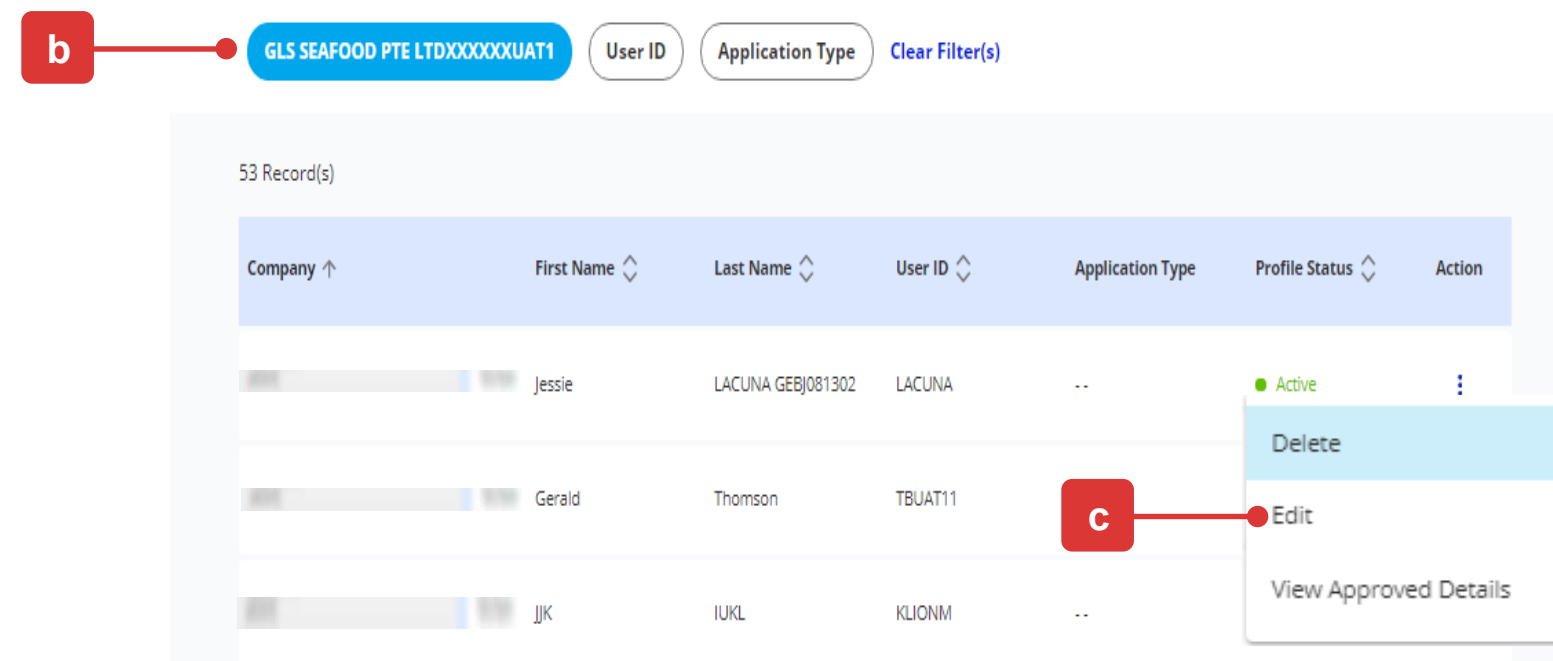 b
GLS SEAFOOD PTE LTDXXXXXXUAT1 User ID Application Type Clear Filter(s)
53 Record(s)
Company First Name Last Name User ID Application Type Profile Status Action
Jessie LACUNA GEBJ081302 LACUNA - - Active
Delete
Gerald Thomson TBUAT11
c Edit
View Approved Details
JJK IUKL KLIONM - -